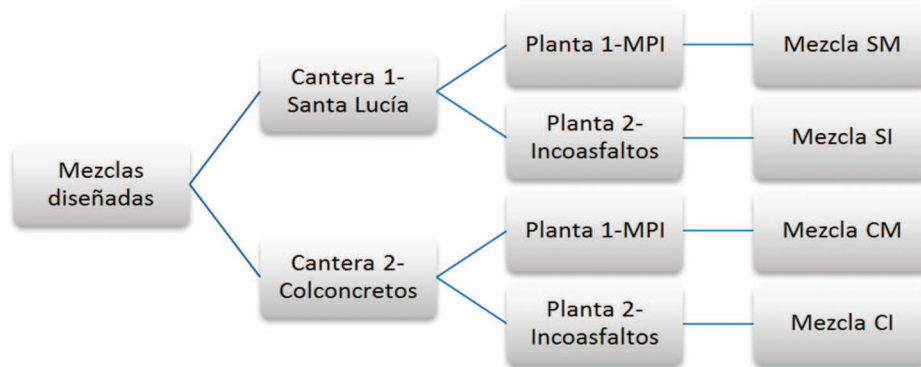 Mezclas
diseñadas
Cantera 1-
Santa Lucía
Planta 1-MPI
Mezcla SM
Planta 2-
Incoasfaltos
Mezcla SI
Cantera 2-
Colconcretos
Planta 1-MPI
Mezcla CM
Planta 2-
Incoasfaltos
Mezcla CI